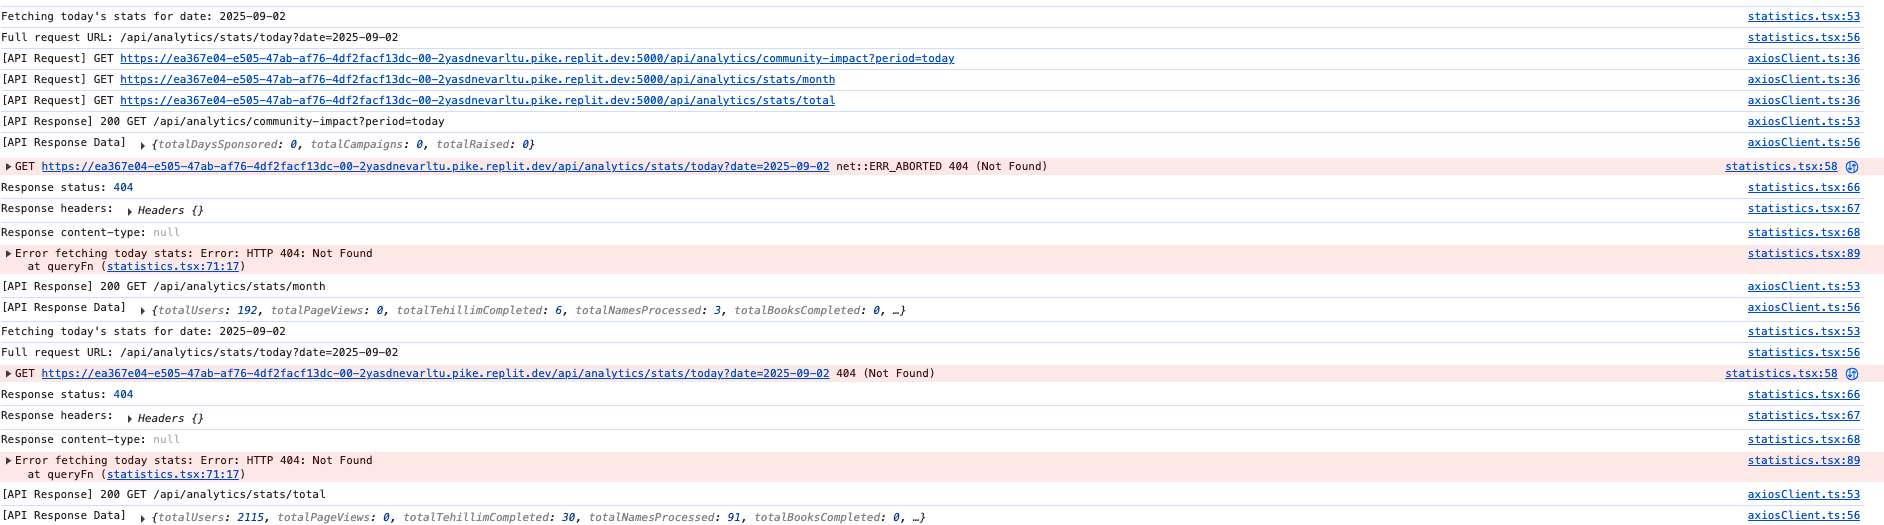 Fetching today's stats for date: 2025-09-02 statistics.tsx:53
Full request URL: /api/analytics/stats/today?date=2025-09-02 statistics.tsx:56
[API Request] GET https://ea367e04-e505-47ab-af76-4df2facf13dc-00-2yasdnevarltu.pike.replit.dev:5000/api/analytics/community-impact?period=today axiosClient.ts:36
[API Request] GET https://ea367e04-e505-47ab-af76-4df2facf13dc-00-2yasdnevarltu.pike.replit.dev:5000/api/analytics/stats/month axiosClient.ts:36
[API Request] GET https://ea367e04-e505-47ab-af76-4df2facf13dc-00-2yasdnevarltu.pike.replit.dev:5000/api/analytics/stats/total axiosClient.ts:36
[API Response] 200 GET /api/analytics/community-impact?period=today axiosClient.ts:53
[API Response Data] {totalDaysSponsored: 0, totalCampaigns: 0, totalRaised: 0} axiosClient.ts:56
GET https://ea367e04-e505-47ab-af76-4df2facf13dc-00-2yasdnevarltu.pike.replit.dev/api/analytics/stats/today?date=2025-09-02 net::ERR_ABORTED 404 (Not Found) statistics.tsx:58
Response status: 404 statistics.tsx:66
Response headers: Headers {} statistics.tsx:67
Response content-type: null statistics.tsx:68
Error fetching today stats: Error: HTTP 404: Not Found statistics.tsx:89
at queryFn (statistics.tsx:71:17)
[API Response] 200 GET /api/analytics/stats/month axiosClient.ts:53
[API Response Data] {totalUsers: 192, totalPageViews: 0, totalTehillimCompleted: 6, totalNamesProcessed: 3, totalBooksCompleted: 0, …} axiosClient.ts:56
Fetching today's stats for date: 2025-09-02 statistics.tsx:53
Full request URL: /api/analytics/stats/today?date=2025-09-02 statistics.tsx:56
GET https://ea367e04-e505-47ab-af76-4df2facf13dc-00-2yasdnevarltu.pike.replit.dev/api/analytics/stats/today?date=2025-09-02 404 (Not Found) statistics.tsx:58
Response status: 404 statistics.tsx:66
Response headers: Headers {} statistics.tsx:67
Response content-type: null statistics.tsx:68
Error fetching today stats: Error: HTTP 404: Not Found statistics.tsx:89
at queryFn (statistics.tsx:71:17)
[API Response] 200 GET /api/analytics/stats/total axiosClient.ts:53
[API Response Data] {totalUsers: 2115, totalPageViews: 0, totalTehillimCompleted: 30, totalNamesProcessed: 91, totalBooksCompleted: 0, …} axiosClient.ts:56